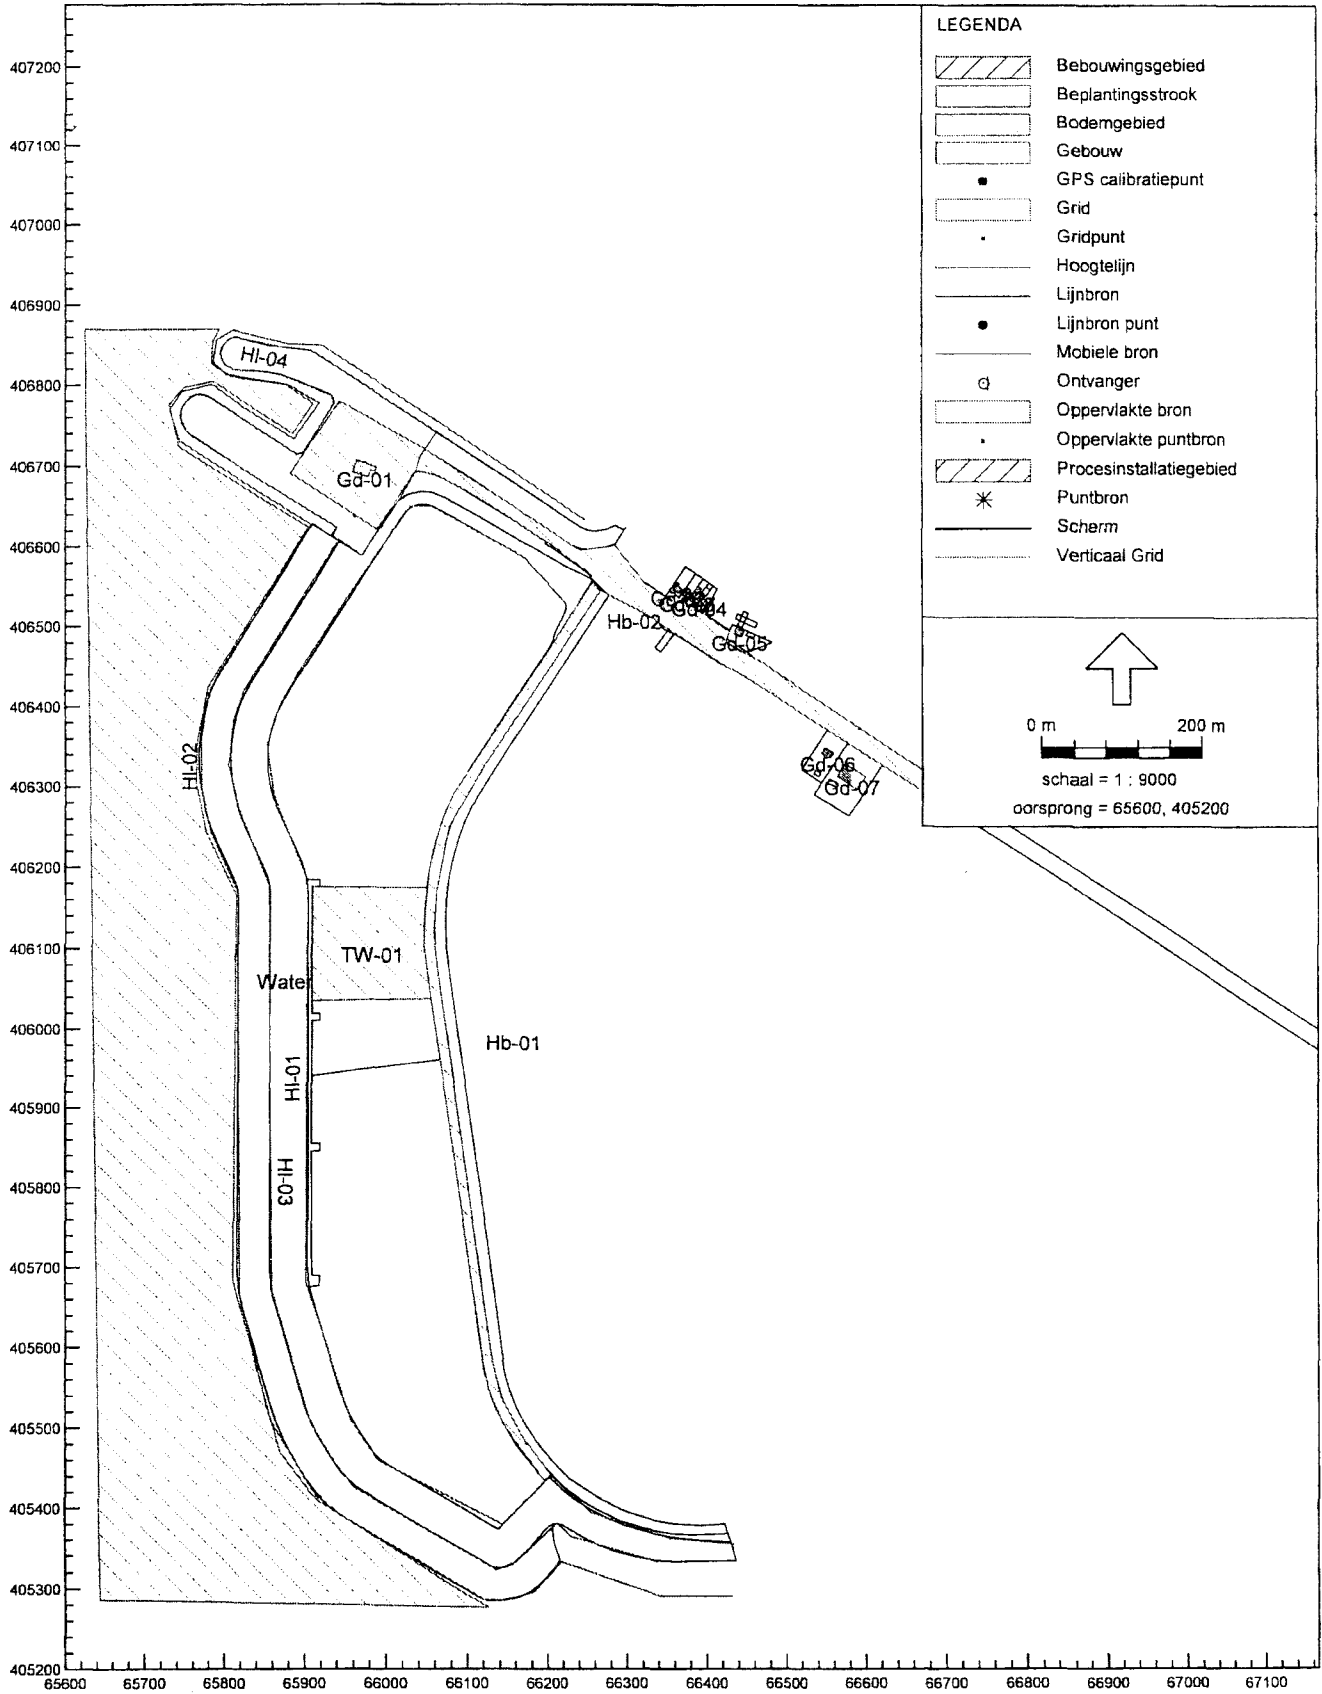 LEGENDA
Bebouwingsgebied
Beplantingsstrook
Bodemgebied
Gebouw
GPS calibratiepunt
Grid
Gridpunt
Hoogtelijn
Lijnbron
Lijnbron punt
Mobiele bron
Ontvanger
Oppervlakte bron
Oppervlakte puntbron
Procesinstallatiegebied
Puntbron
Scherm
Verticaal Grid
0 m 200 m
schaal = 1 : 9000
oorsprong = 65600, 405200
407200
407100
407000
406900
406800
406700
406600
406500
406400
406300
406200
406100
406000
405900
405800
405700
405600
405500
405400
405300
405200
65600 65700 65800 65900 66000 66100 66200 66300 66400 66500 66600 66700 66800 66900 67000 67100
Hl-04
Gd-01
Hb-02
Gd-04
Gd-05
Gd-06
Gd-07
Hl-02
TW-01
Water
Hb-01
Hl-01
Hl-03